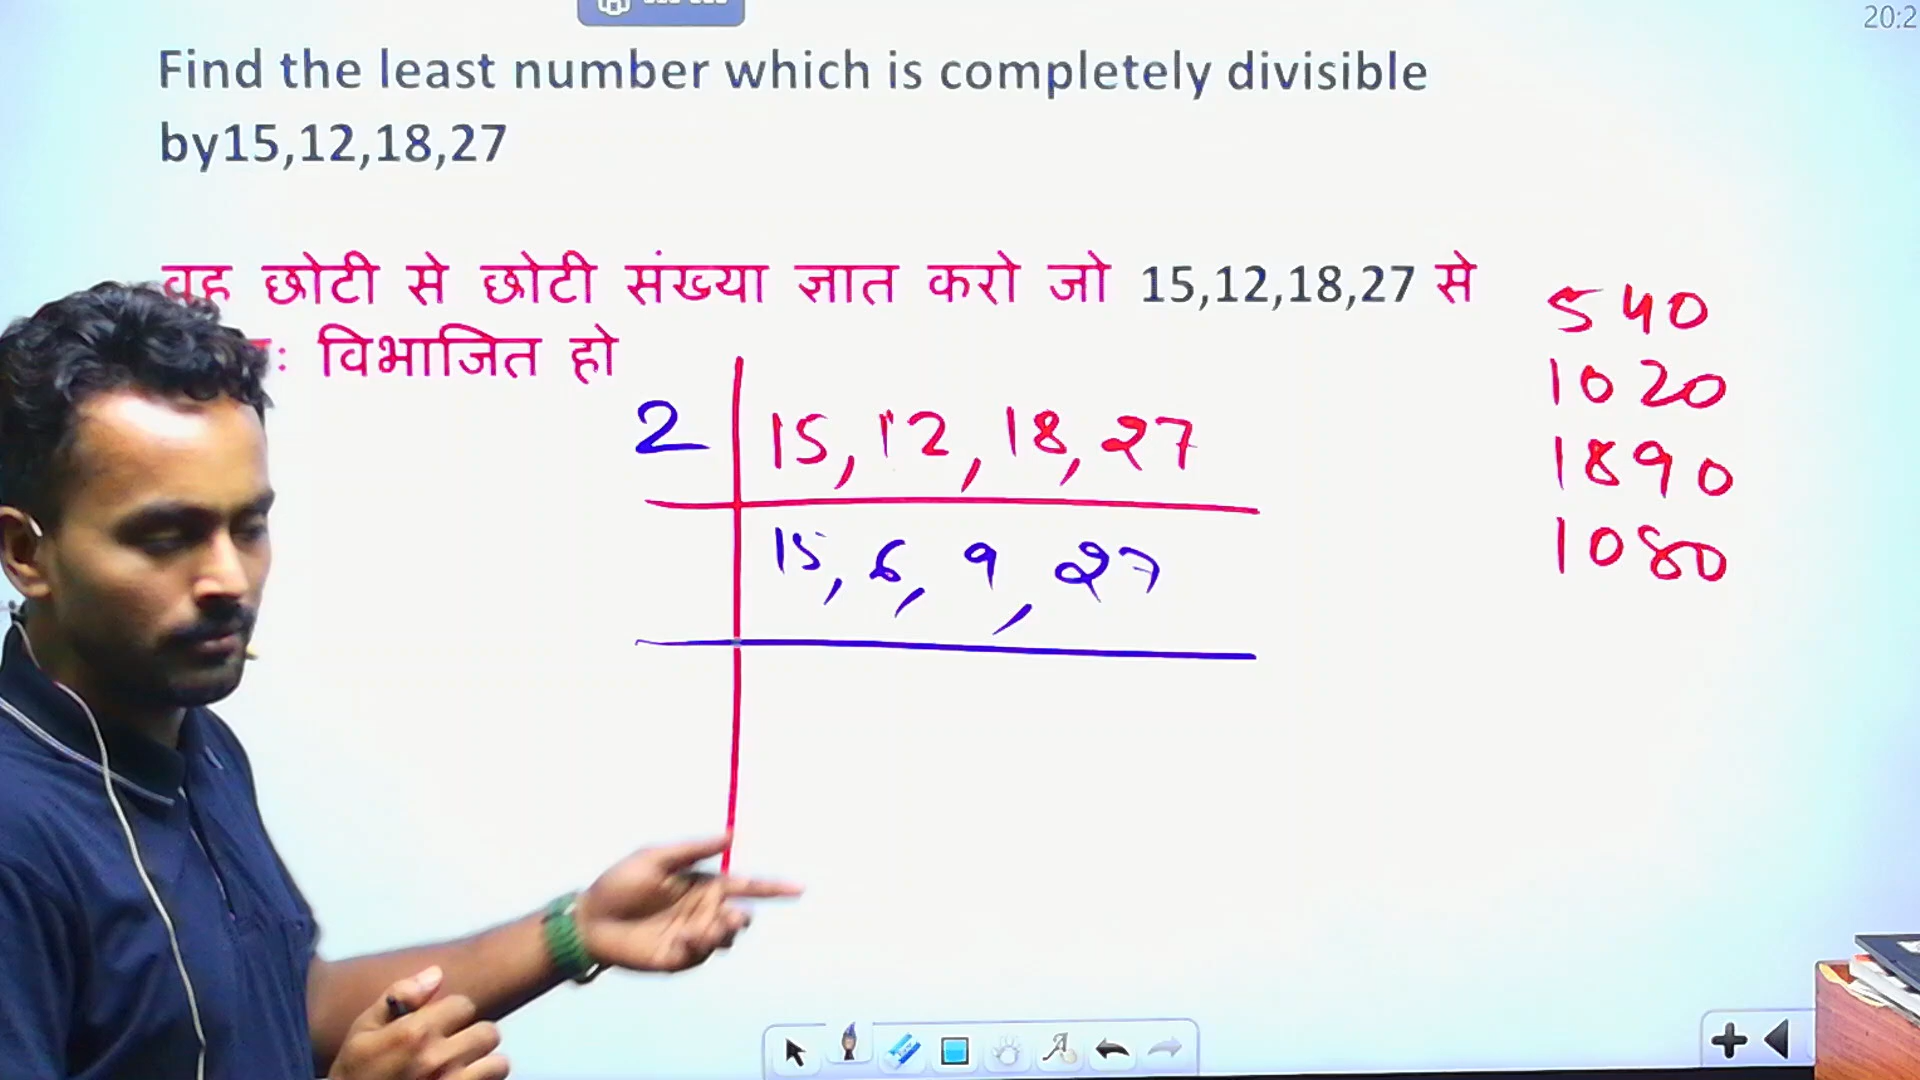 20:2
Find the least number which is completely divisible
by15,12,18,27
वह छोटी से छोटी संख्या ज्ञात करो जो 15,12,18,27 से
विभाजित हो
540
1020
1890
1080
2 15, 12, 18, 27
15, 6, 9, 27